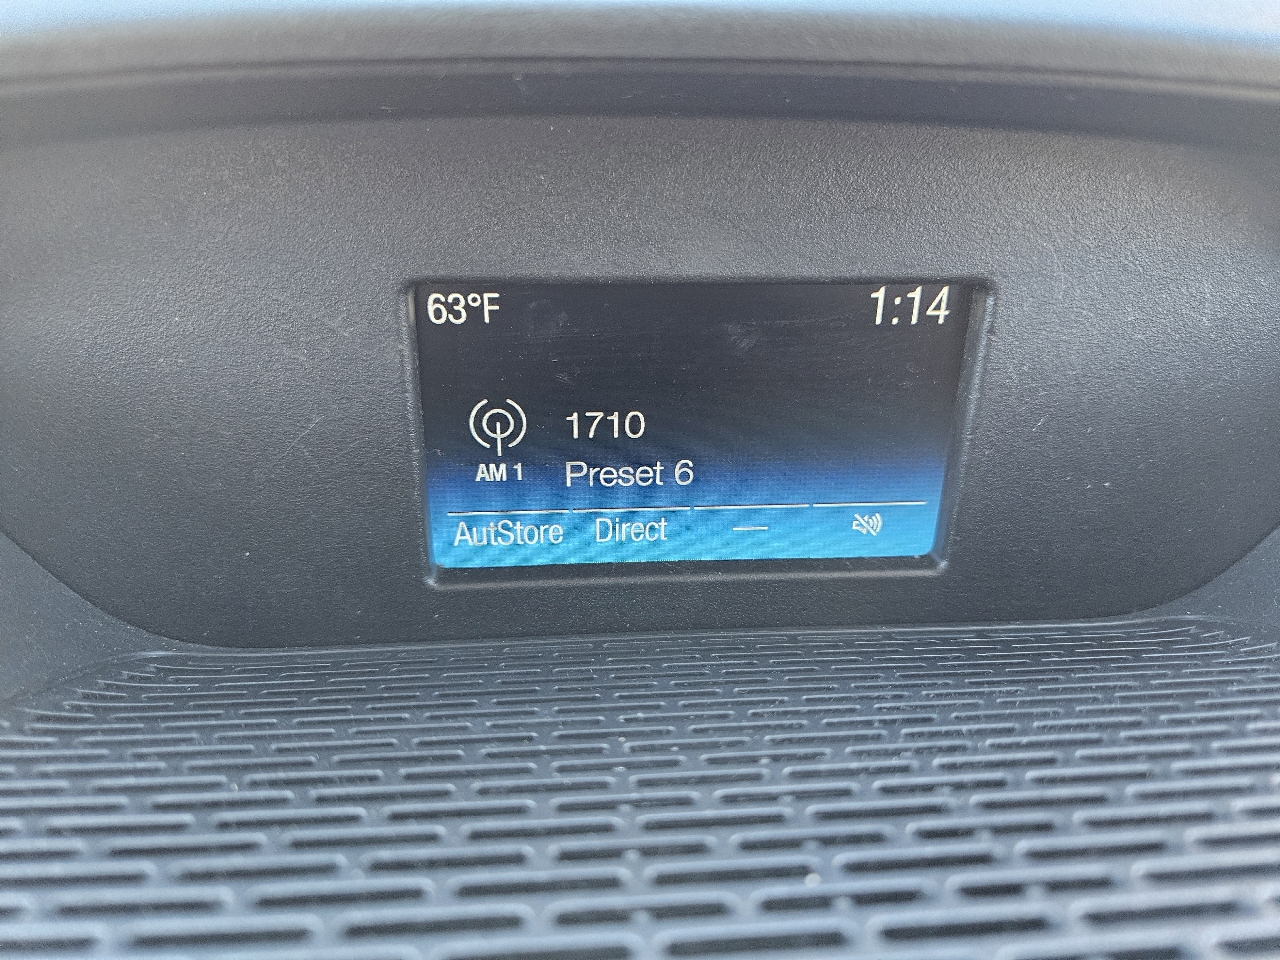 63°F 1:14
1710
AM 1 Preset 6
AutStore Direct —